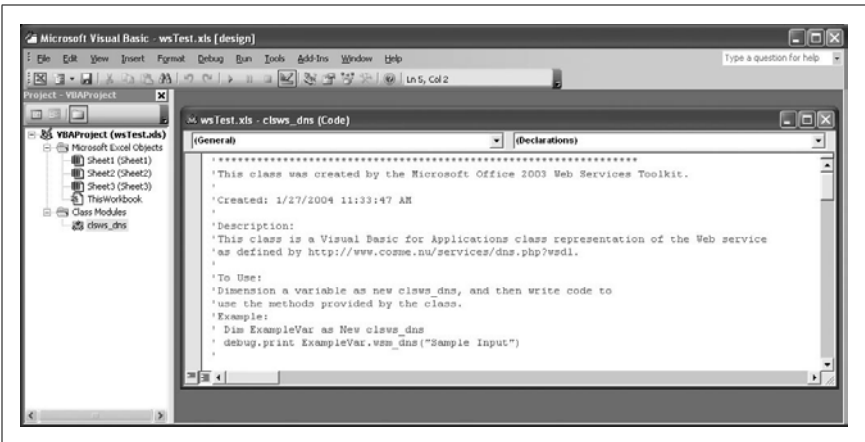 Microsoft Visual Basic - wsTest.xls [design]
File Edit View Insert Format Debug Run Tools Add-Ins Window Help
Type a question for help
Ln 5, Col 2
Project - VBAProject
VBAProject (wsTest.xls)
Microsoft Excel Objects
Sheet1 (Sheet1)
Sheet2 (Sheet2)
Sheet3 (Sheet3)
ThisWorkbook
Class Modules
clsws_dns
wsTest.xls - clsws_dns (Code)
(General)
(Declarations)
'This class was created by the Microsoft Office 2003 Web Services Toolkit.
'
'Created: 1/27/2004 11:33:47 AM
'
'Description:
'This class is a Visual Basic for Applications class representation of the Web service
'as defined by http://www.cosme.nu/services/dns.php?wsdl.
'
'To Use:
'Dimension a variable as new clsws_dns, and then write code to
'use the methods provided by the class.
'Example:
' Dim ExampleVar as New clsws_dns
' debug.print ExampleVar.wsm_dns("Sample Input")
'